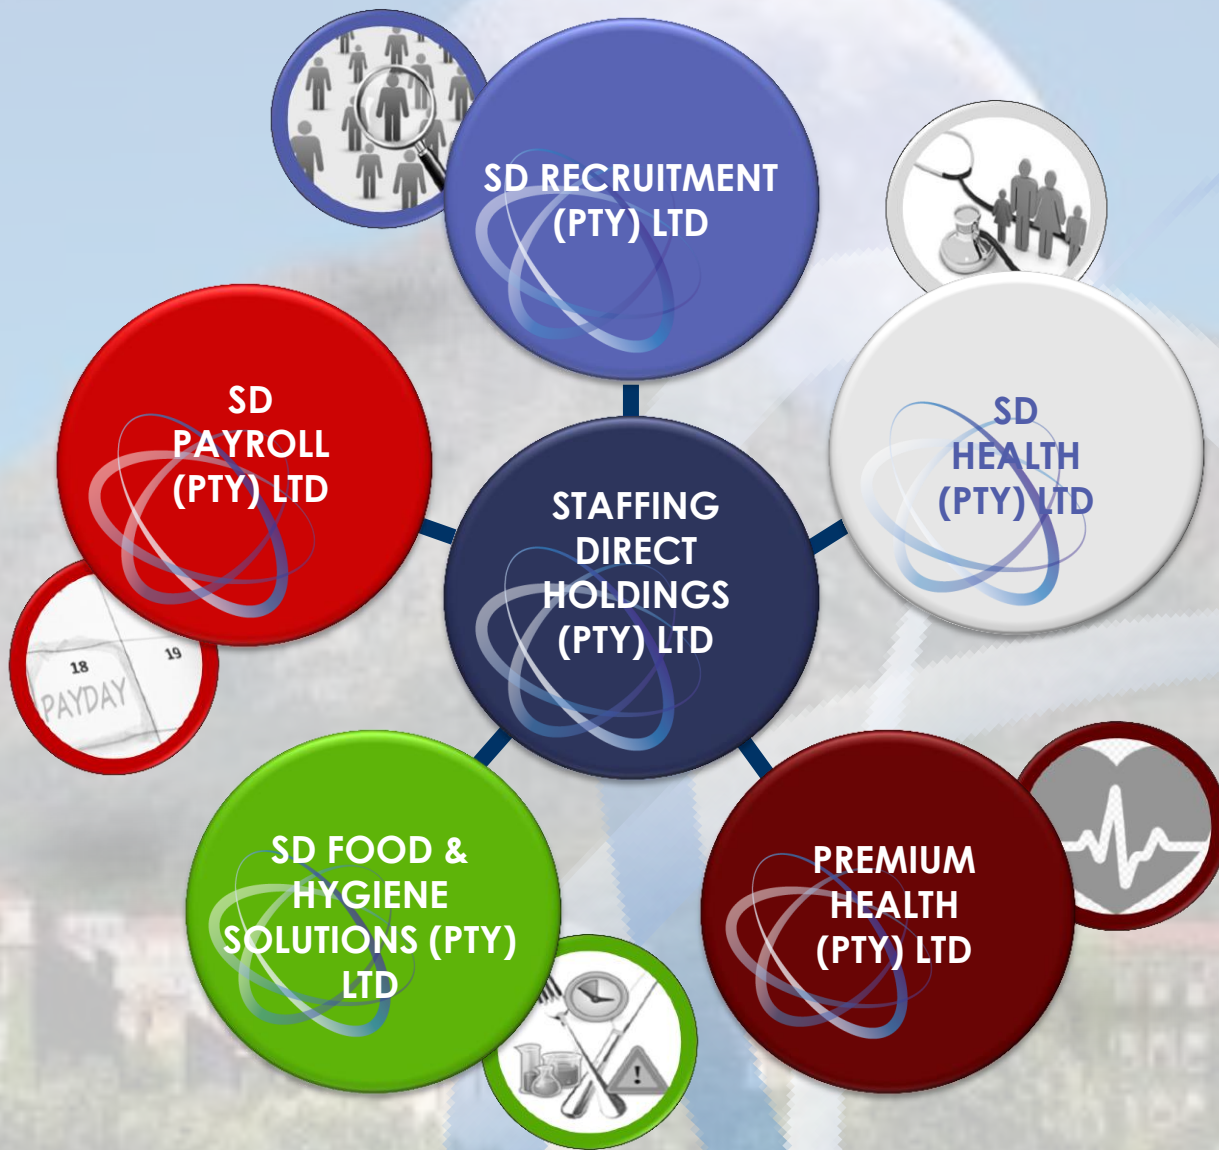 SD RECRUITMENT
(PTY) LTD
SD
HEALTH
(PTY) LTD
SD
PAYROLL
(PTY) LTD
STAFFING
DIRECT
HOLDINGS
(PTY) LTD
18
19
PAYDAY
SD FOOD &
HYGIENE
SOLUTIONS (PTY)
LTD
PREMIUM
HEALTH
(PTY) LTD
!